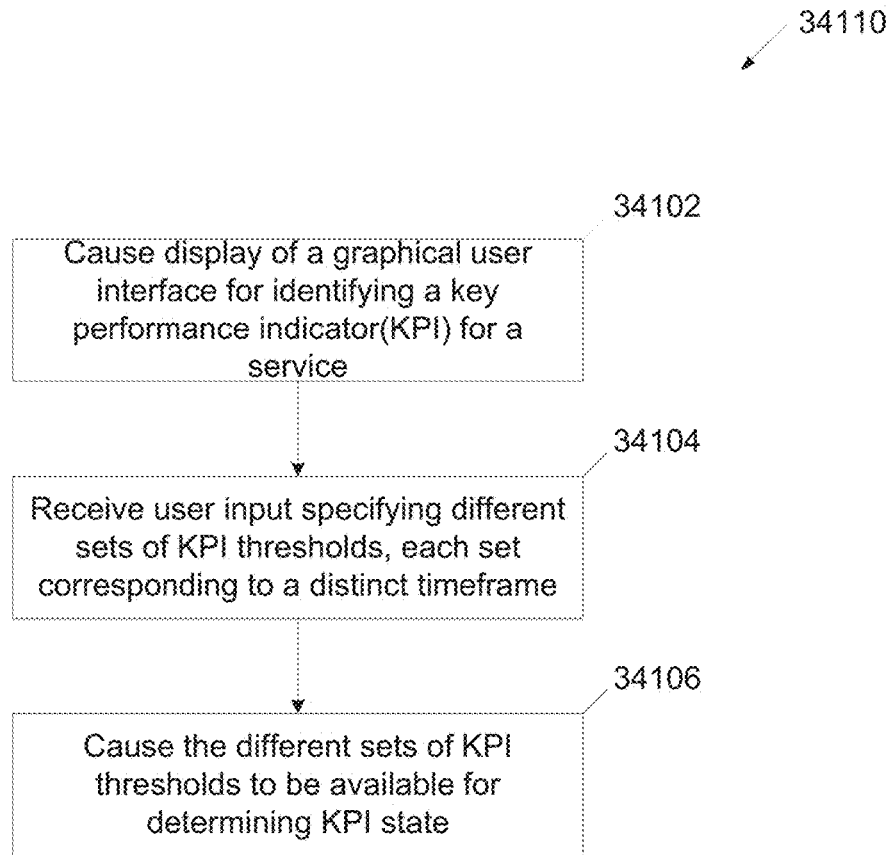 34110
34102
Cause display of a graphical user
interface for identifying a key
performance indicator(KPI) for a
service
34104
Receive user input specifying different
sets of KPI thresholds, each set
corresponding to a distinct timeframe
34106
Cause the different sets of KPI
thresholds to be available for
determining KPI state